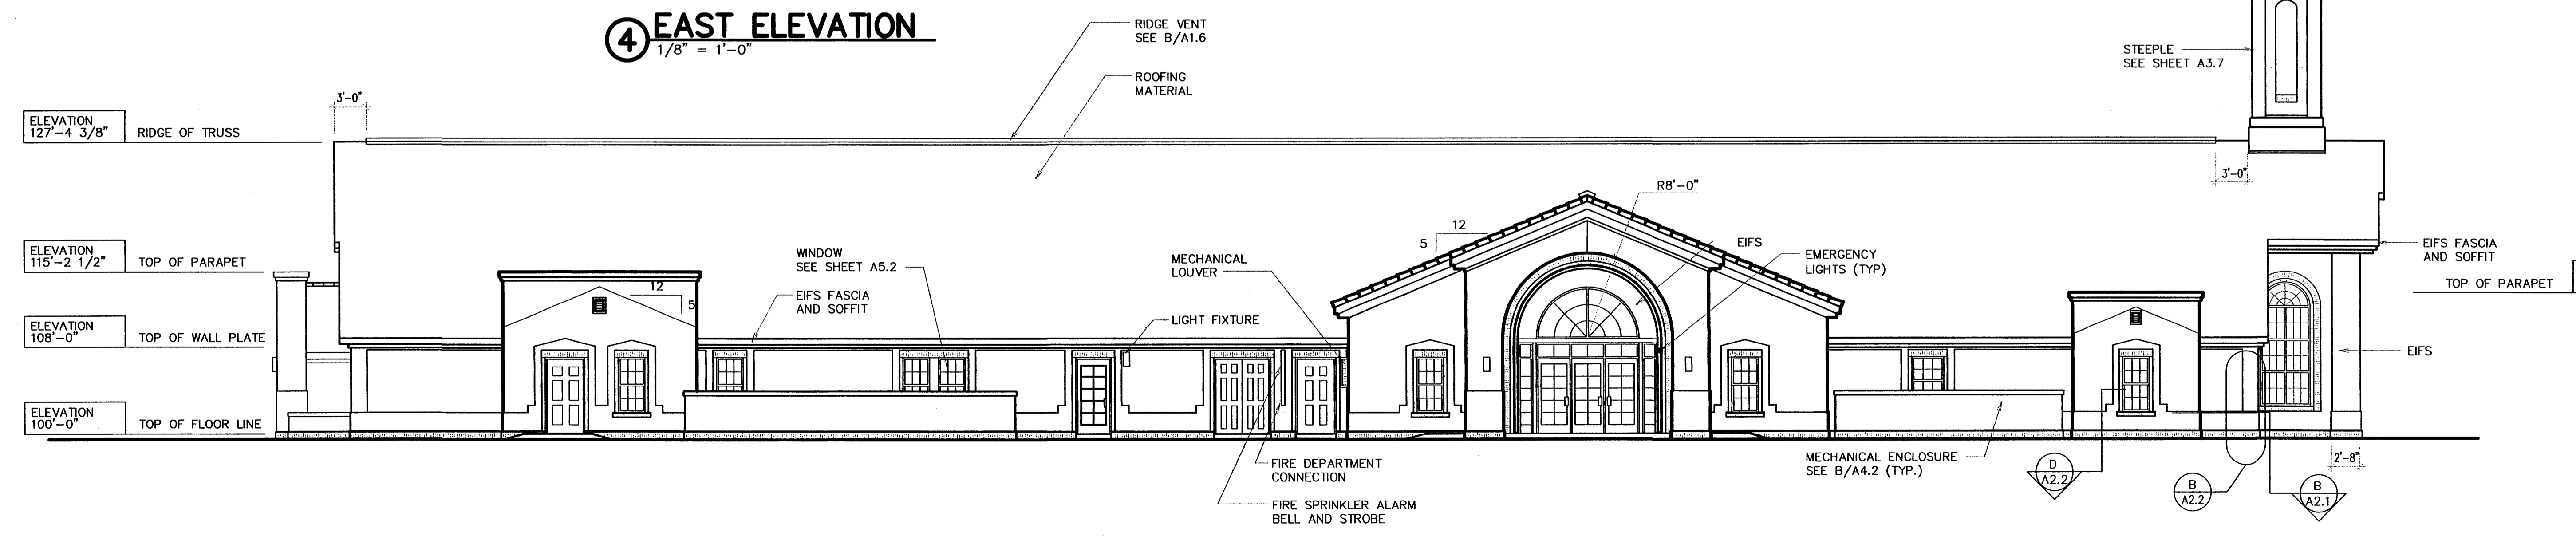 4 EAST ELEVATION
1/8" = 1'-0"
RIDGE VENT
SEE B/A1.6
ROOFING
MATERIAL
STEEPLE
SEE SHEET A3.7
3'-0"
ELEVATION
127'-4 3/8"
RIDGE OF TRUSS
3'-0"
R8'-0"
12
5
EIFS
EMERGENCY
LIGHTS (TYP)
ELEVATION
115'-2 1/2"
TOP OF PARAPET
WINDOW
SEE SHEET A5.2
MECHANICAL
LOUVER
EIFS FASCIA
AND SOFFIT
TOP OF PARAPET
12
5
EIFS FASCIA
AND SOFFIT
LIGHT FIXTURE
ELEVATION
108'-0"
TOP OF WALL PLATE
EIFS
ELEVATION
100'-0"
TOP OF FLOOR LINE
FIRE DEPARTMENT
CONNECTION
FIRE SPRINKLER ALARM
BELL AND STROBE
MECHANICAL ENCLOSURE
SEE B/A4.2 (TYP.)
2'-8"
D
A2.2
B
A2.2
B
A2.1